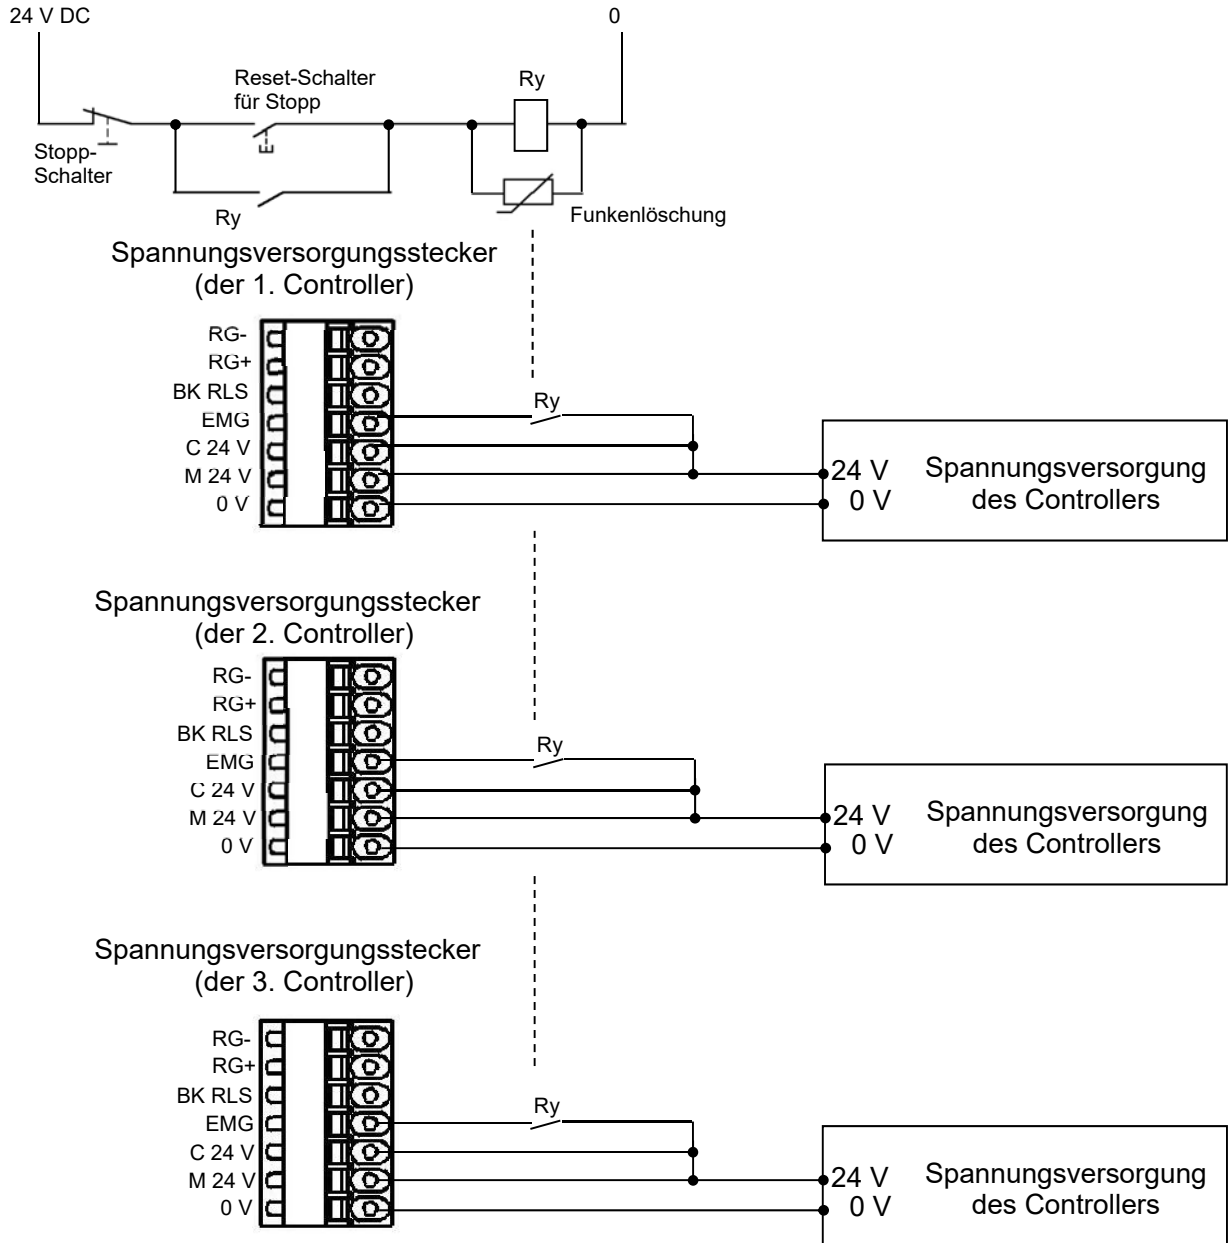 24 V DC
0
Reset-Schalter
für Stopp
Ry
Stopp-
Schalter
Ry
Funkenlöschung
Spannungsversorgungsstecker
(der 1. Controller)
RG-
RG+
BK RLS
EMG
C 24 V
M 24 V
0 V
Ry
24 V
0 V
Spannungsversorgung
des Controllers
Spannungsversorgungsstecker
(der 2. Controller)
RG-
RG+
BK RLS
EMG
C 24 V
M 24 V
0 V
Ry
24 V
0 V
Spannungsversorgung
des Controllers
Spannungsversorgungsstecker
(der 3. Controller)
RG-
RG+
BK RLS
EMG
C 24 V
M 24 V
0 V
Ry
24 V
0 V
Spannungsversorgung
des Controllers